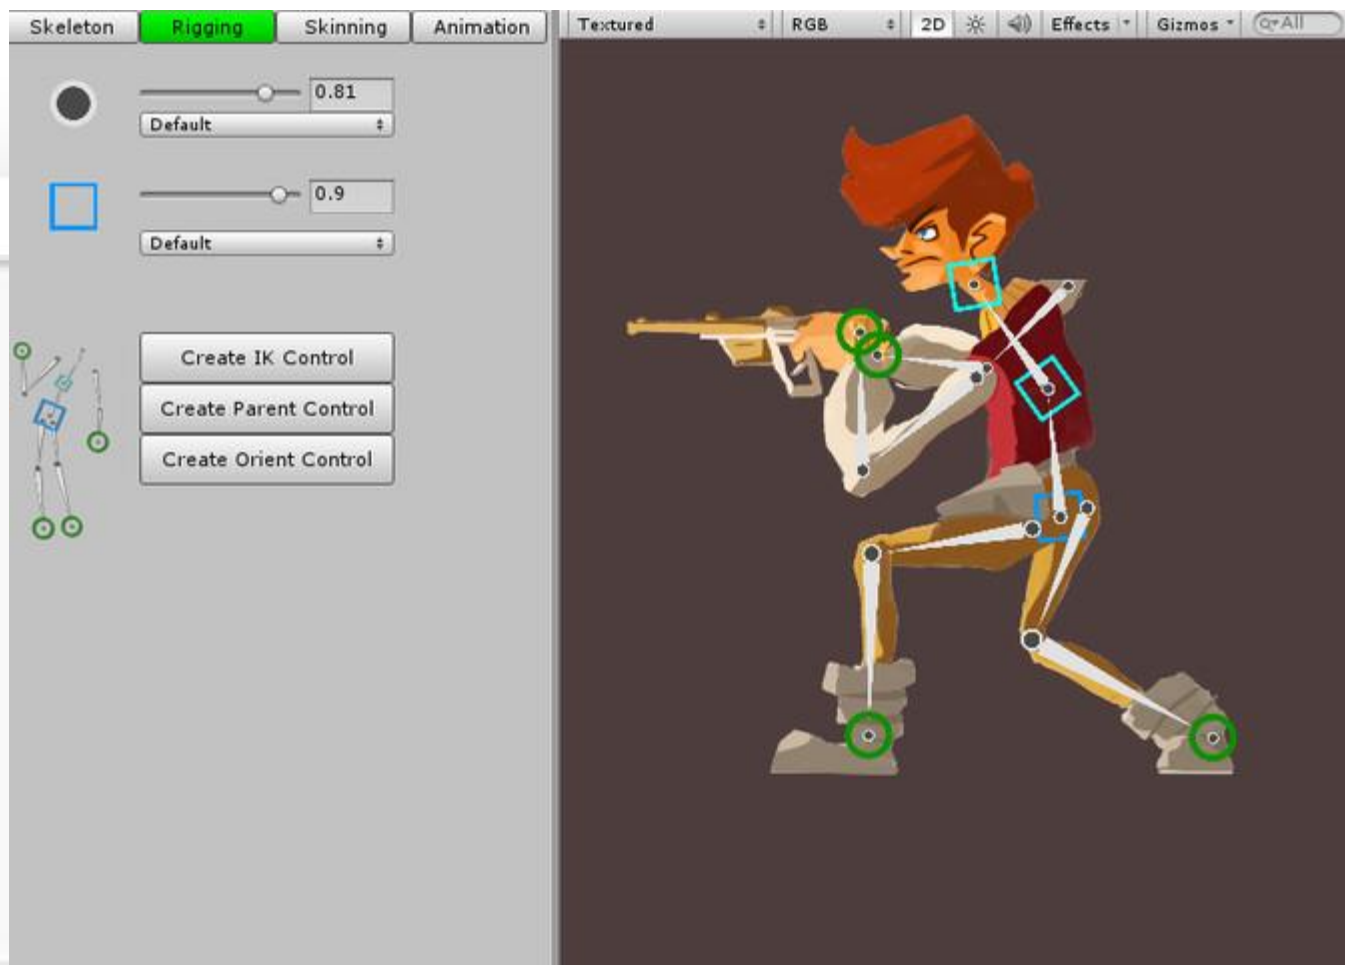 Skeleton Rigging Skinning Animation Textured RGB 2D Effects Gizmos All
0.81
Default
0.9
Default
Create IK Control
Create Parent Control
Create Orient Control